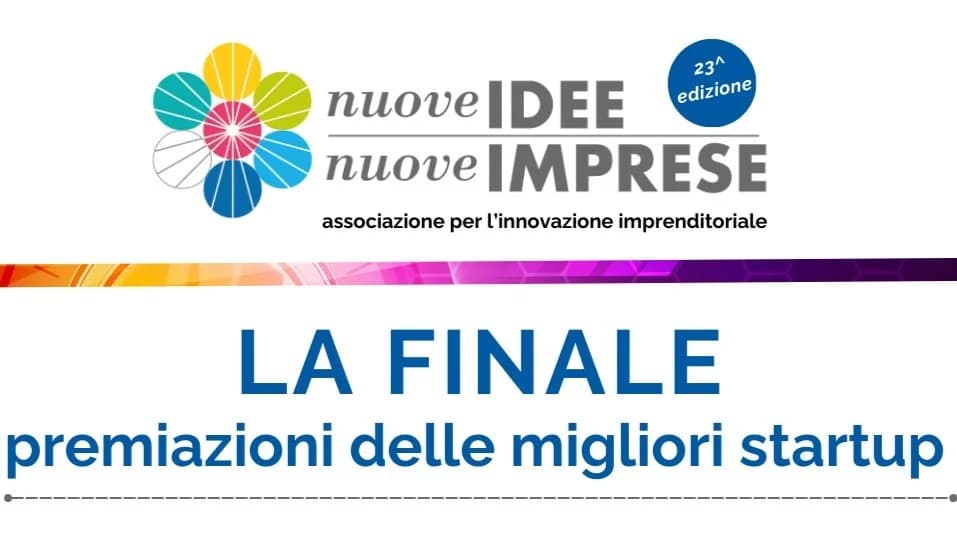 23^
edizione
nuove IDEE
nuove IMPRESE
associazione per l'innovazione imprenditoriale
LA FINALE
premiazioni delle migliori startup